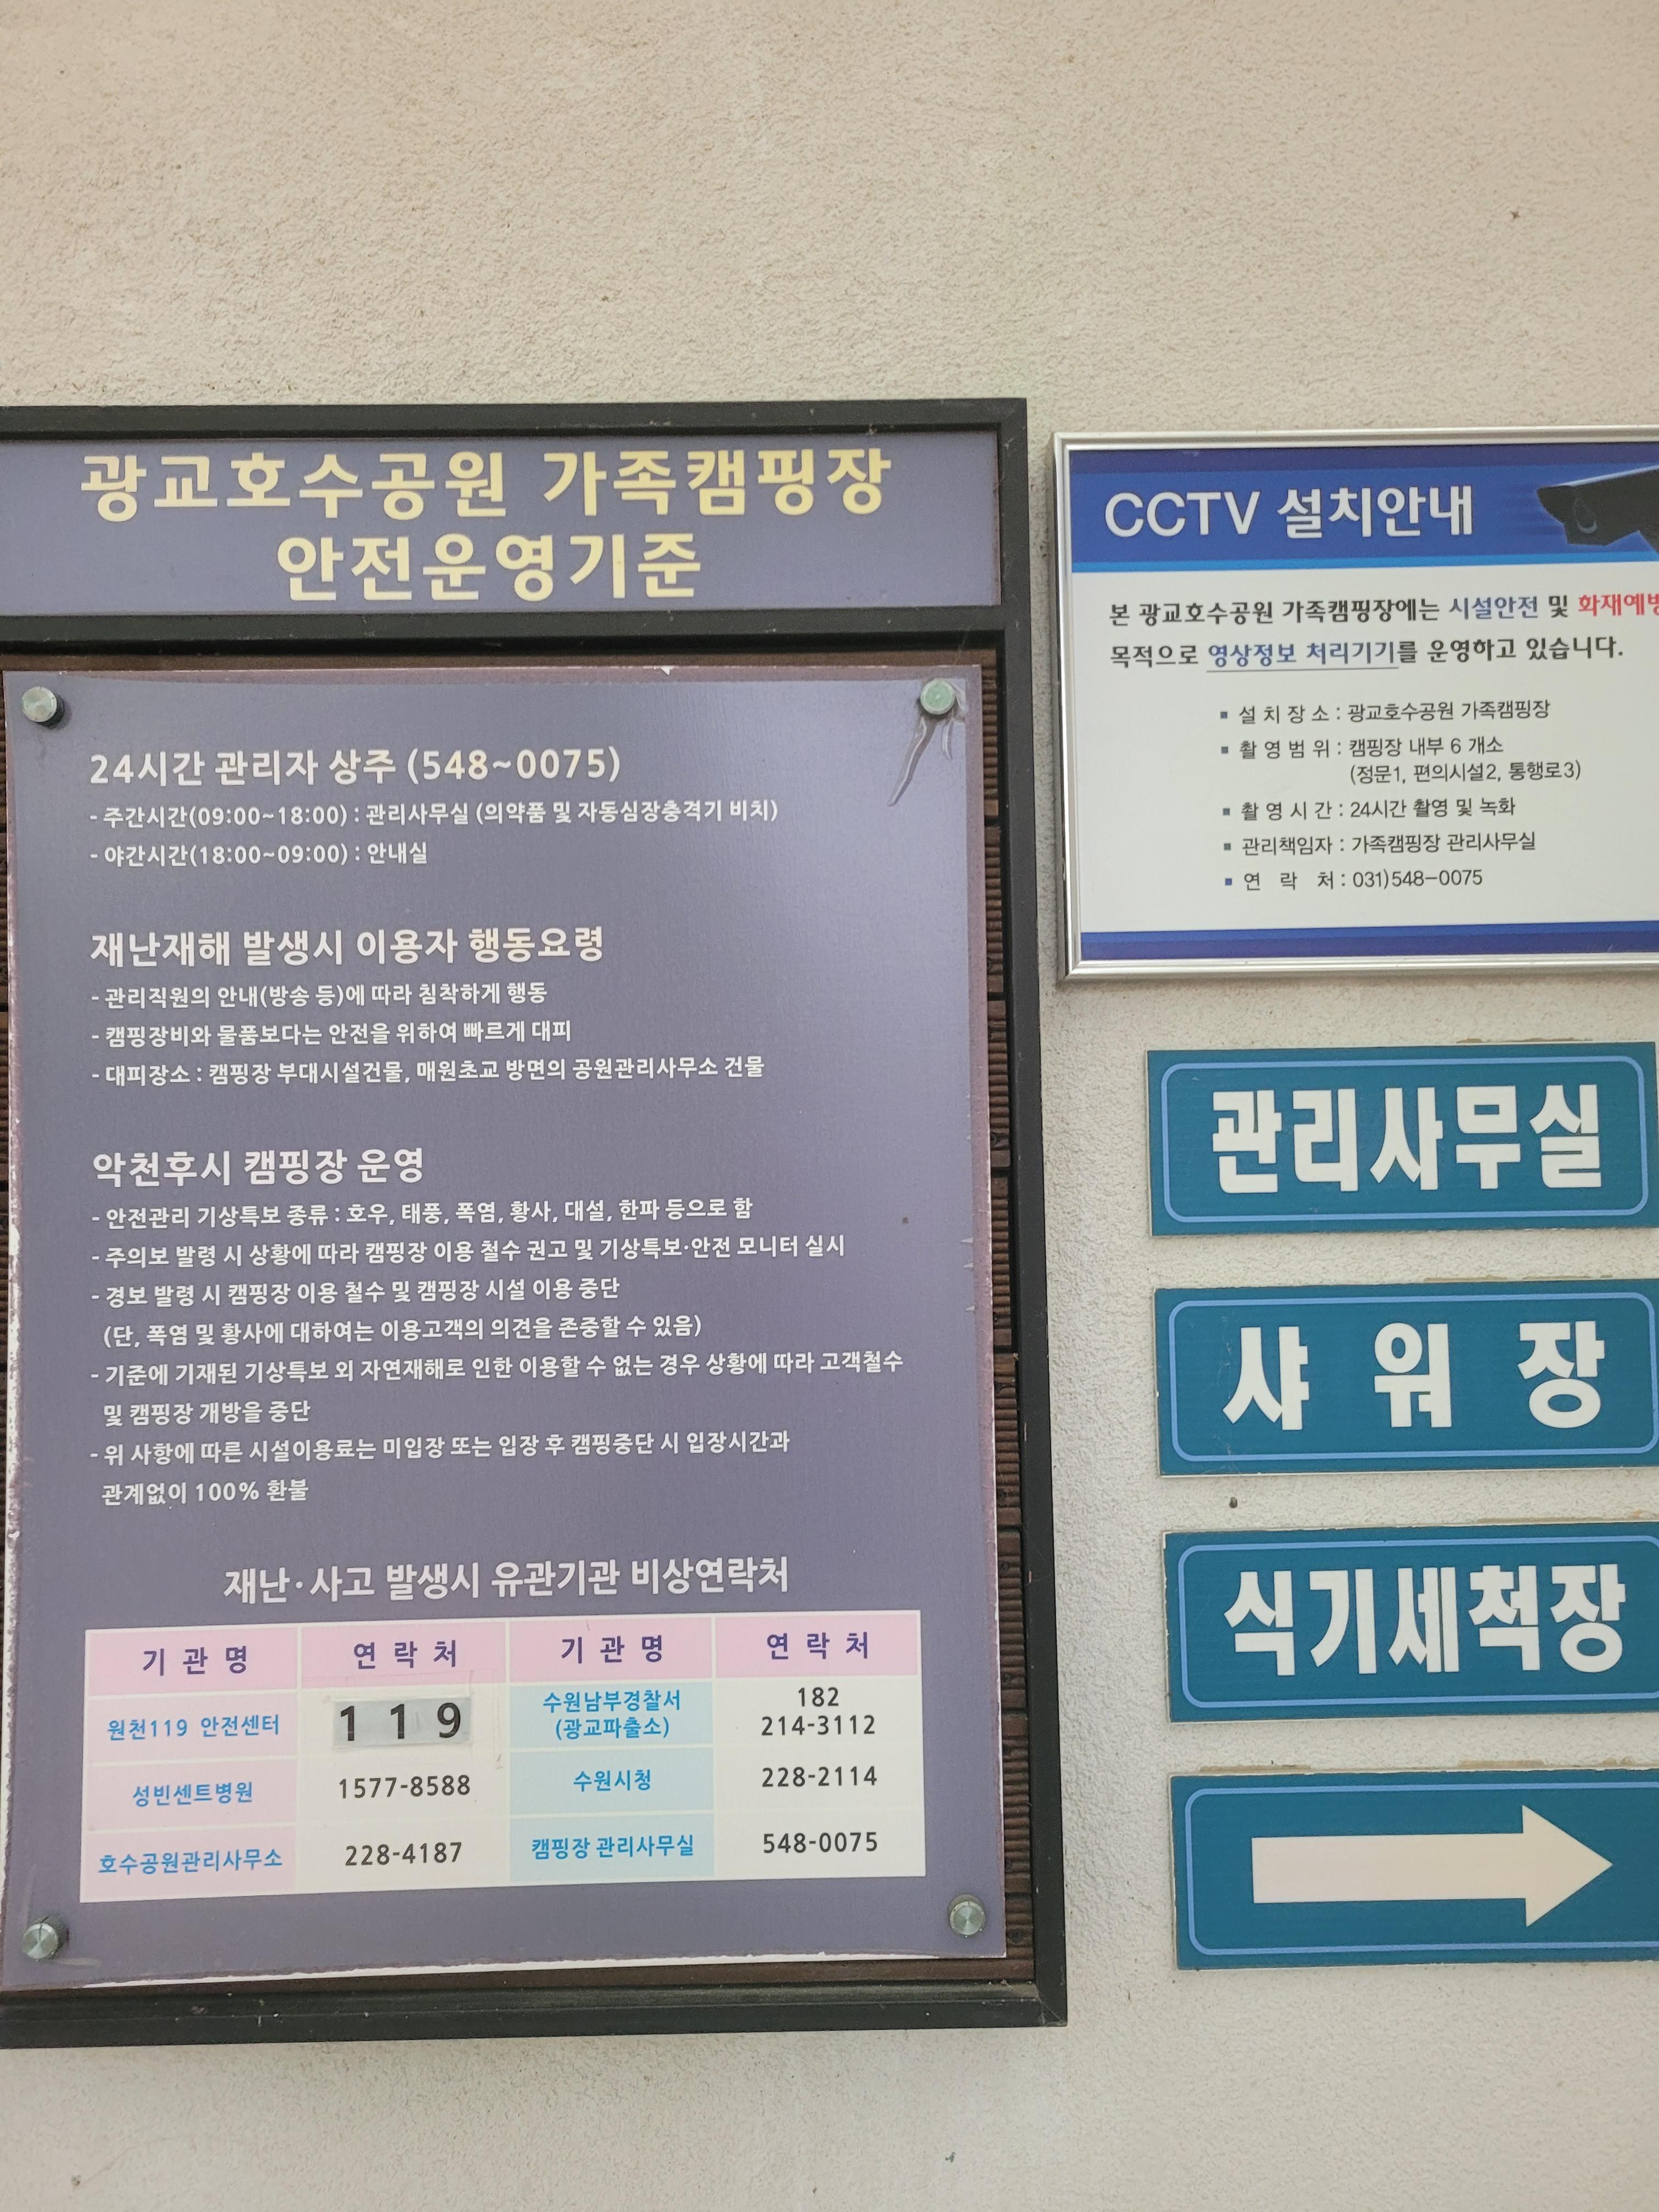 광교호수공원 가족캠핑장
안전운영기준
24시간 관리자 상주 (548~0075)
- 주간시간(09:00~18:00) : 관리사무실 (의약품 및 자동심장충격기 비치)
- 야간시간(18:00~09:00) : 안내실
재난재해 발생시 이용자 행동요령
- 관리직원의 안내(방송 등)에 따라 침착하게 행동
- 캠핑장비와 물품보다는 안전을 위하여 빠르게 대피
- 대피장소 : 캠핑장 부대시설건물, 매원초교 방면의 공원관리사무소 건물
악천후시 캠핑장 운영
- 안전관리 기상특보 종류 : 호우, 태풍, 폭염, 황사, 대설, 한파 등으로 함
- 주의보 발령 시 상황에 따라 캠핑장 이용 철수 권고 및 기상특보·안전 모니터 실시
- 경보 발령 시 캠핑장 이용 철수 및 캠핑장 시설 이용 중단
(단, 폭염 및 황사에 대하여는 이용고객의 의견을 존중할 수 있음)
- 기준에 기재된 기상특보 외 자연재해로 인한 이용할 수 없는 경우 상황에 따라 고객철수
및 캠핑장 개방을 중단
- 위 사항에 따른 시설이용료는 미입장 또는 입장 후 캠핑중단 시 입장시간과
관계없이 100% 환불
재난·사고 발생시 유관기관 비상연락처
기 관 명 연 락 처 기 관 명 연 락 처
원천119 안전센터 1 1 9 수원남부경찰서 (광교파출소) 182 214-3112
성빈센트병원 1577-8588 수원시청 228-2114
호수공원관리사무소 228-4187 캠핑장 관리사무실 548-0075
CCTV 설치안내
본 광교호수공원 가족캠핑장에는 시설안전 및
목적으로 영상정보 처리기기를 운영하고 있습니다.
▪ 설 치 장 소 : 광교호수공원 가족캠핑장
▪ 촬 영 범 위 : 캠핑장 내부 6 개소
(정문1, 편의시설2, 통행로3)
▪ 촬 영 시 간 : 24시간 촬영 및 녹화
▪ 관리책임자 : 가족캠핑장 관리사무실
▪ 연 락 처 : 031)548-0075
관리사무실
샤 워 장
식기세척장